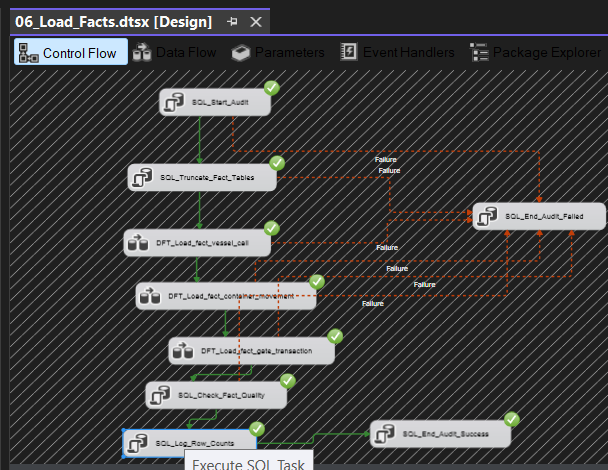 06_Load_Facts.dtsx [Design]
Control Flow
Data Flow
Parameters
Event Handlers
Package Explorer
SQL_Start_Audit
Failure
SQL_Truncate_Fact_Tables
Failure
SQL_End_Audit_Failed
DFT_Load_fact_vessel_call
Failure
Failure
DFT_Load_fact_container_movement
Failure
Failure
DFT_Load_fact_gate_transaction
SQL_Check_Fact_Quality
SQL_Log_Row_Counts
SQL_End_Audit_Success
Execute SQL Task